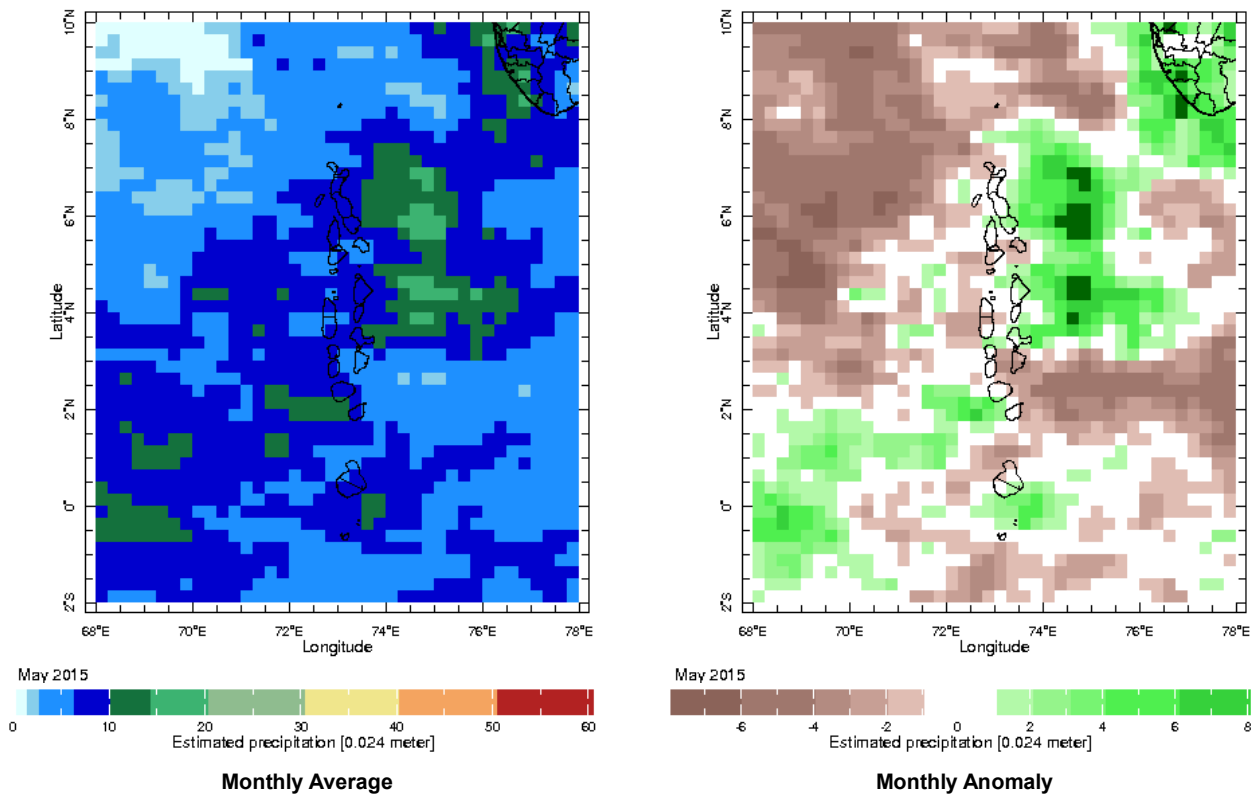 10°N
8°N
6°N
4°N
2°N
0°
2°S
Latitude
68°E 70°E 72°E 74°E 76°E 78°E
Longitude
May 2015
0 10 20 30 40 50 60
Estimated precipitation [0.024 meter]
Monthly Average
10°N
8°N
6°N
4°N
2°N
0°
2°S
Latitude
68°E 70°E 72°E 74°E 76°E 78°E
Longitude
May 2015
-6 -4 -2 0 2 4 6 8
Estimated precipitation [0.024 meter]
Monthly Anomaly